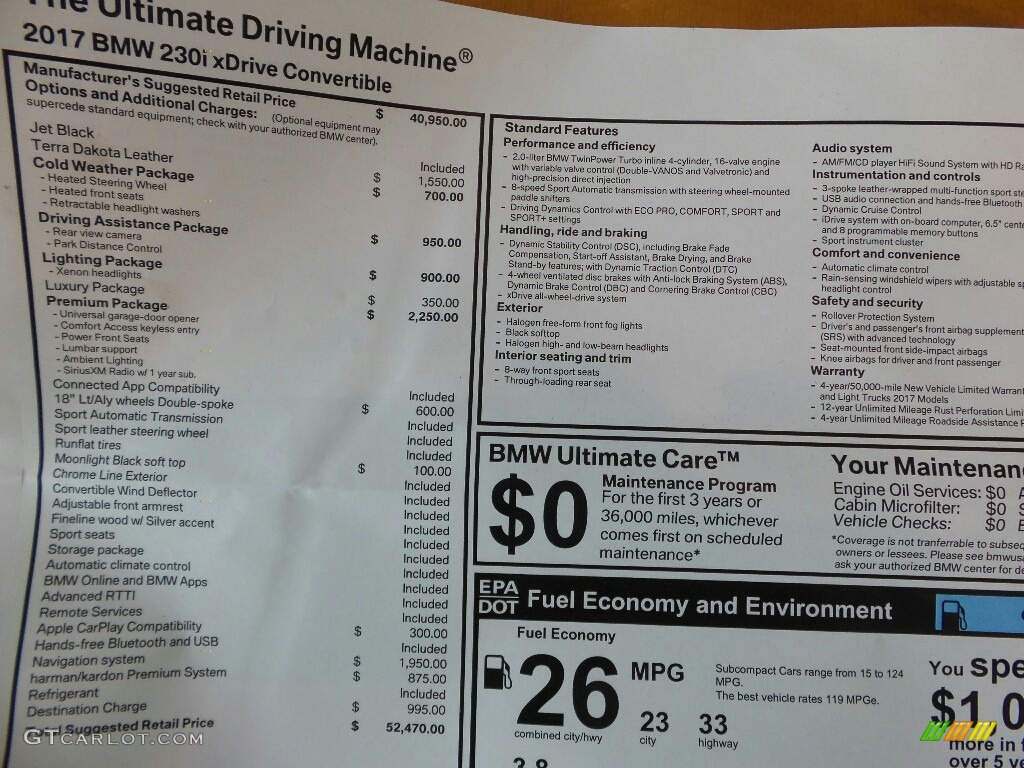 The Ultimate Driving Machine®
2017 BMW 230i xDrive Convertible
Manufacturer's Suggested Retail Price $ 40,950.00
Options and Additional Charges: (Optional equipment may
supercede standard equipment; check with your authorized BMW center).
Jet Black Included
Terra Dakota Leather $ 1,550.00
Cold Weather Package $ 700.00
- Heated Steering Wheel
- Heated front seats
- Retractable headlight washers
Driving Assistance Package $ 950.00
- Rear view camera
- Park Distance Control
Lighting Package $ 900.00
- Xenon headlights
Luxury Package $ 350.00
Premium Package $ 2,250.00
- Universal garage-door opener
- Comfort Access keyless entry
- Power Front Seats
- Lumbar support
- Ambient Lighting
- SiriusXM Radio w/ 1 year sub.
Connected App Compatibility Included
18" Lt/Aly wheels Double-spoke $ 600.00
Sport Automatic Transmission Included
Sport leather steering wheel Included
Runflat tires Included
Moonlight Black soft top $ 100.00
Chrome Line Exterior Included
Convertible Wind Deflector Included
Adjustable front armrest Included
Fineline wood w/ Silver accent Included
Sport seats Included
Storage package Included
Automatic climate control Included
BMW Online and BMW Apps Included
Advanced RTTI Included
Remote Services Included
Apple CarPlay Compatibility $ 300.00
Hands-free Bluetooth and USB Included
Navigation system $ 1,950.00
harman/kardon Premium System $ 875.00
Refrigerant Included
Destination Charge $ 995.00
Total Suggested Retail Price $ 52,470.00
Standard Features
Performance and efficiency
- 2.0-liter BMW TwinPower Turbo inline 4-cylinder, 16-valve engine
with variable valve control (Double-VANOS and Valvetronic) and
high-precision direct injection
- 8-speed Sport Automatic transmission with steering wheel-mounted
paddle shifters
- Driving Dynamics Control with ECO PRO, COMFORT, SPORT and
SPORT+ settings
Handling, ride and braking
- Dynamic Stability Control (DSC), including Brake Fade
Compensation, Start-off Assistant, Brake Drying, and Brake
Stand-by features; with Dynamic Traction Control (DTC)
- 4-wheel ventilated disc brakes with Anti-lock Braking System (ABS),
Dynamic Brake Control (DBC) and Cornering Brake Control (CBC)
- xDrive all-wheel-drive system
Exterior
- Halogen free-form front fog lights
- Black softtop
- Halogen high- and low-beam headlights
Interior seating and trim
- 8-way front sport seats
- Through-loading rear seat
Audio system
- AM/FM/CD player HiFi Sound System with HD
Instrumentation and controls
- 3-spoke leather-wrapped multi-function sport
- USB audio connection and hands-free Bluetooth
- Dynamic Cruise Control
- iDrive system with on-board computer, 6.5"
and 8 programmable memory buttons
- Sport instrument cluster
Comfort and convenience
- Automatic climate control
- Rain-sensing windshield wipers with adjustable
headlight control
Safety and security
- Rollover Protection System
- Driver's and passenger's front airbag supplement
(SRS) with advanced technology
- Seat-mounted front side-impact airbags
- Knee airbags for driver and front passenger
Warranty
- 4-year/50,000-mile New Vehicle Limited
and Light Trucks 2017 Models
- 12-year Unlimited Mileage Rust Perforation
- 4-year Unlimited Mileage Roadside Assistance
BMW Ultimate Care™
$0 Maintenance Program
For the first 3 years or
36,000 miles, whichever
comes first on scheduled
maintenance*
Your
Engine Oil Services: $0
Cabin Microfilter: $0
Vehicle Checks: $0
*Coverage is not tranferrable to
owners or lessees. Please see
ask your authorized BMW center for
EPA
DOT Fuel Economy and Environment
Fuel Economy
26 MPG
combined city/hwy
23
city
33
highway
Subcompact Cars range from 15 to 124
MPG.
The best vehicle rates 119 MPGe.
You
more in
over 5
GTCARLOT.COM